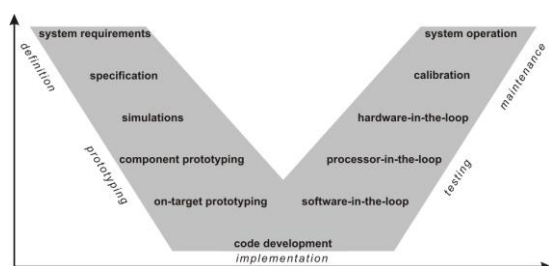 system requirements
system operation
definition
specification
calibration
maintenance
simulations
hardware-in-the-loop
prototyping
component prototyping
processor-in-the-loop
testing
on-target prototyping
software-in-the-loop
code development
implementation